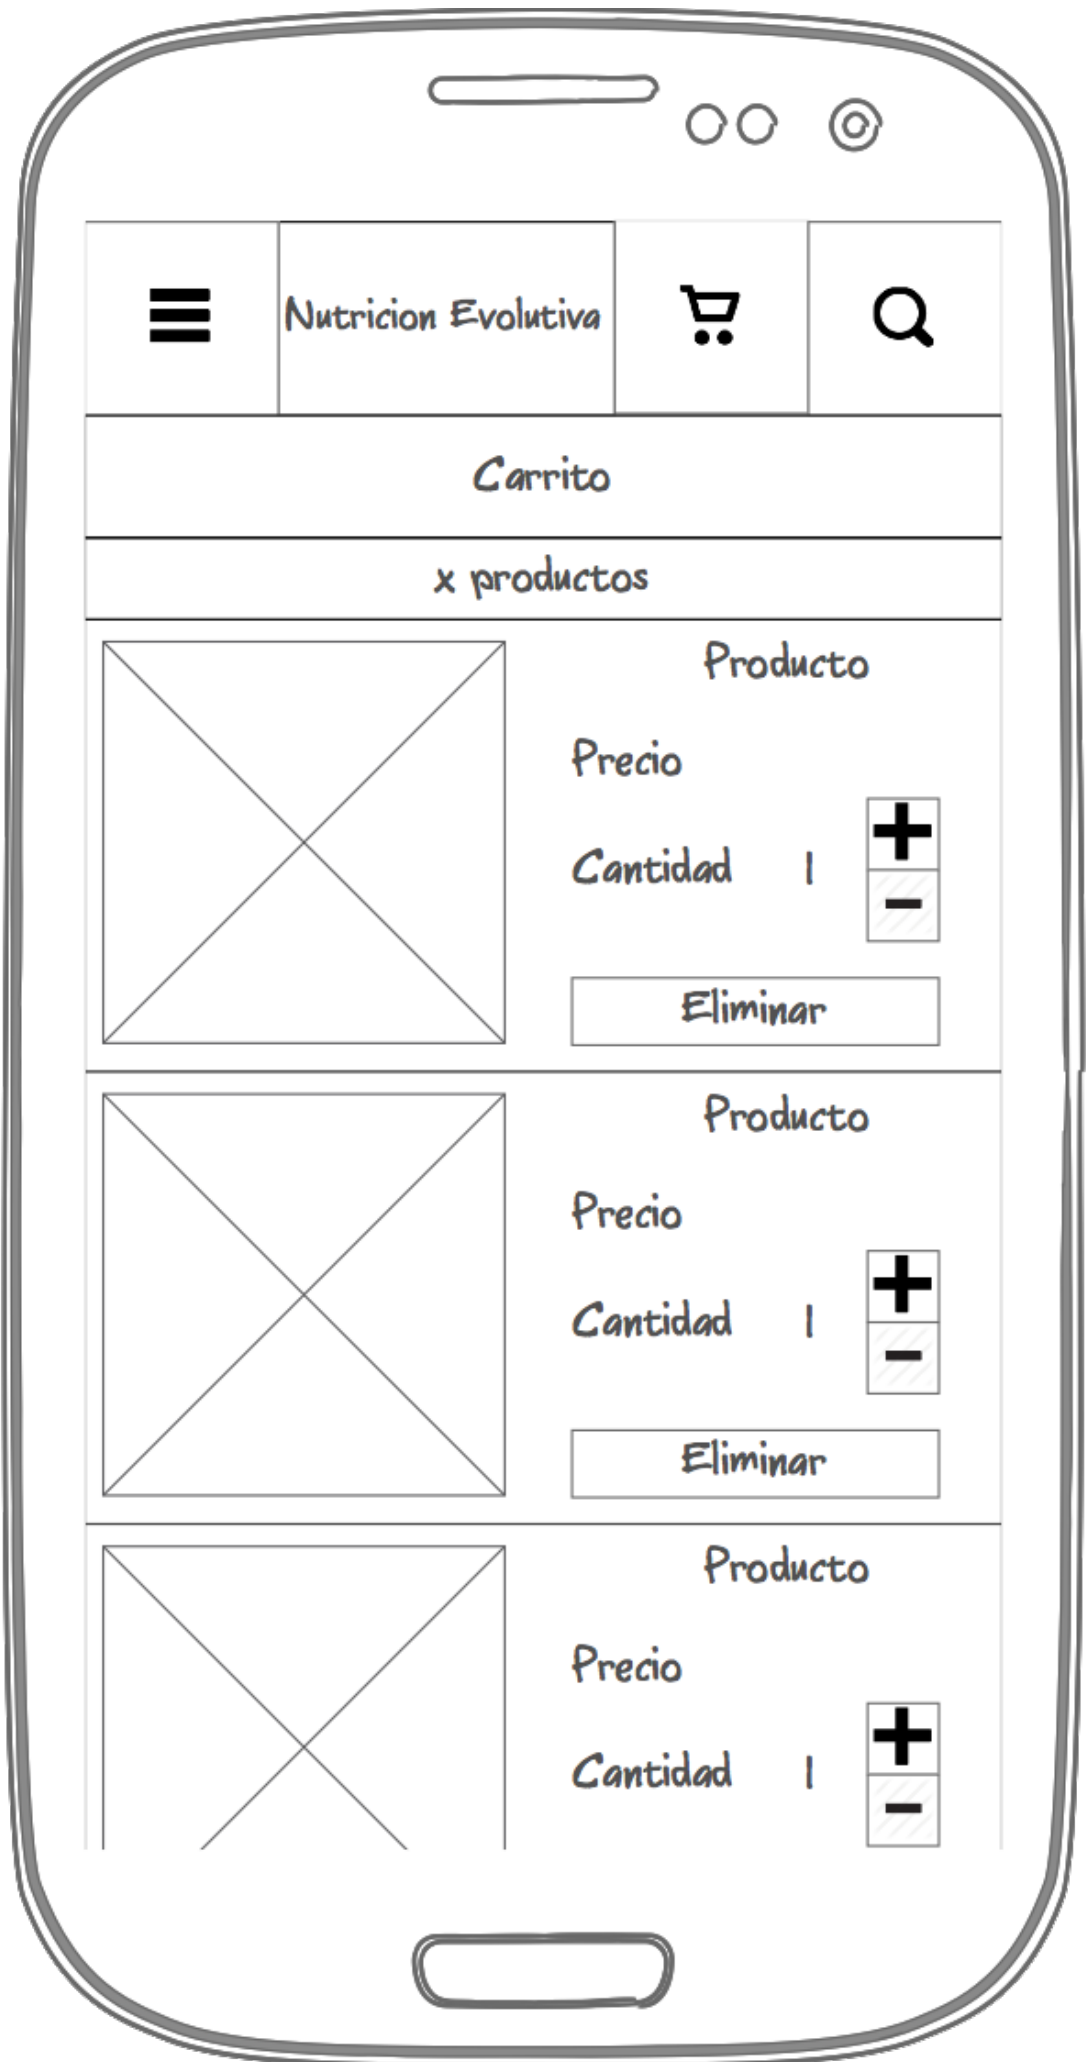 Nutricion Evolutiva
Carrito
x productos
Producto
Precio
Cantidad 1
Eliminar
Producto
Precio
Cantidad 1
Eliminar
Producto
Precio
Cantidad 1